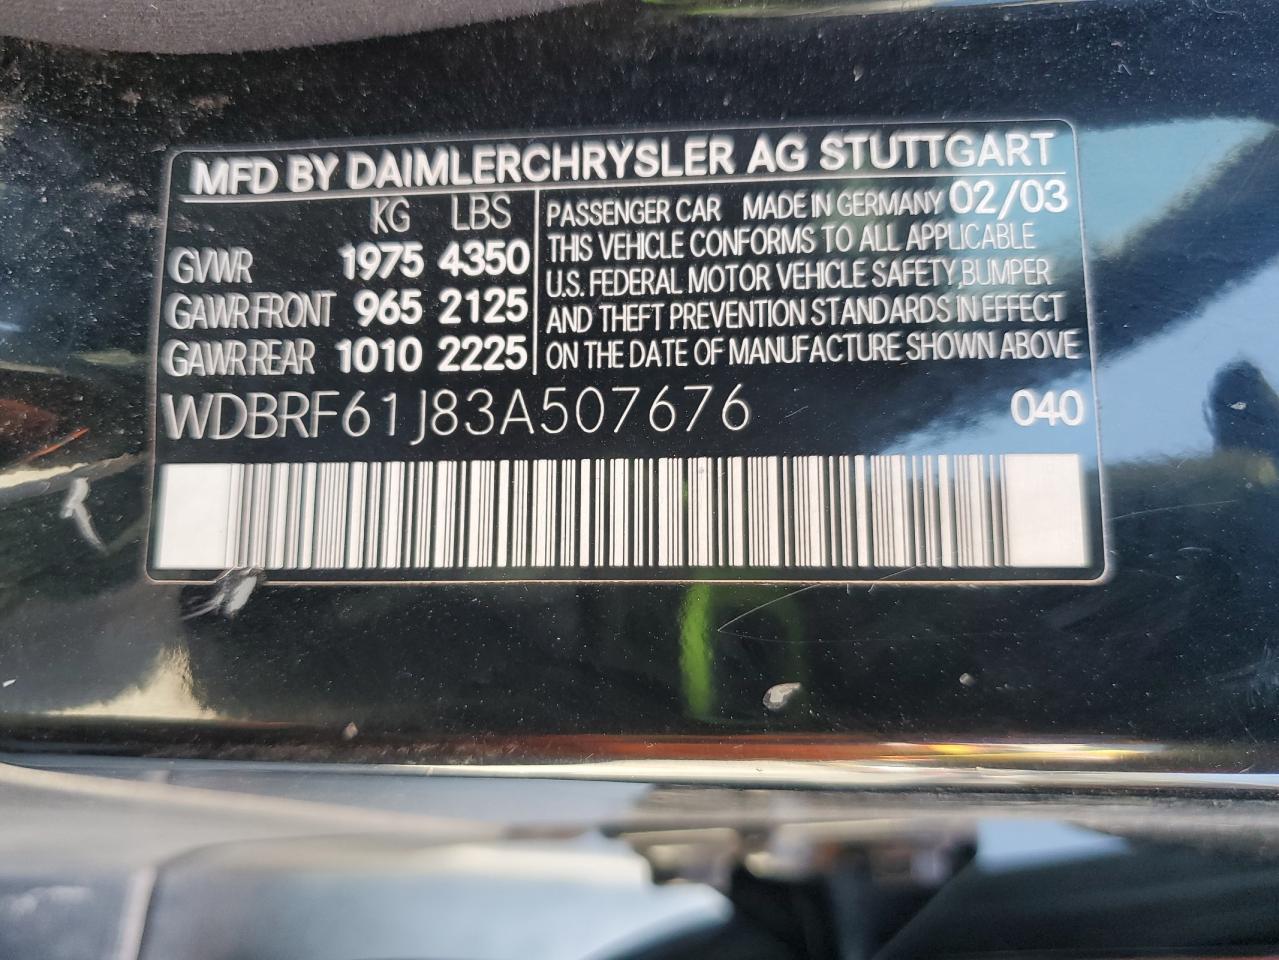 MFD BY DAIMLERCHRYSLER AG STUTTGART
KG LBS
GVWR 1975 4350
GAWR FRONT 965 2125
GAWR REAR 1010 2225
PASSENGER CAR MADE IN GERMANY 02/03
THIS VEHICLE CONFORMS TO ALL APPLICABLE
U.S. FEDERAL MOTOR VEHICLE SAFETY, BUMPER
AND THEFT PREVENTION STANDARDS IN EFFECT
ON THE DATE OF MANUFACTURE SHOWN ABOVE
WDBRF61J83A507676 040